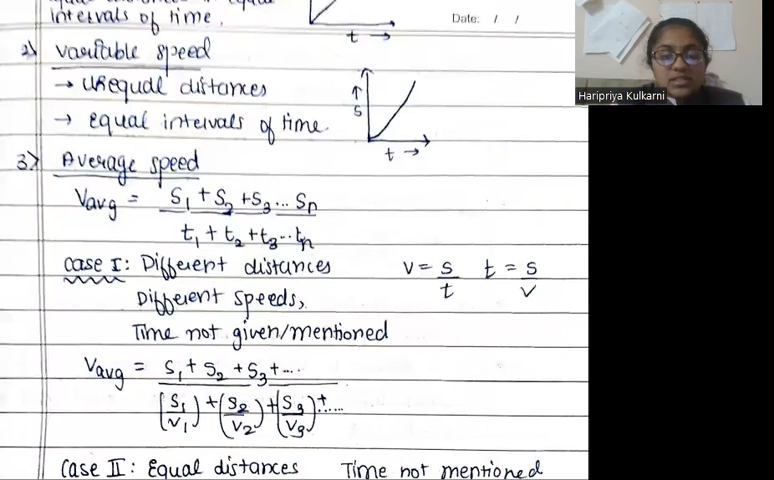 intervals of time.
Date: / /
t →
2) variable speed
→ unequal distances
→ equal intervals of time.
↑
s
t →
3) Average speed
Vavg = S1 + S2 + S3 ... Sn
t1 + t2 + t3 .. tn
case I: Different distances
v = s/t t = s/v
Different speeds,
Time not given/mentioned
Vavg = S1 + S2 + S3 + ....
(S1/V1) + (S2/V2) + (S3/V3) + .....
case II: Equal distances Time not mentioned
Haripriya Kulkarni